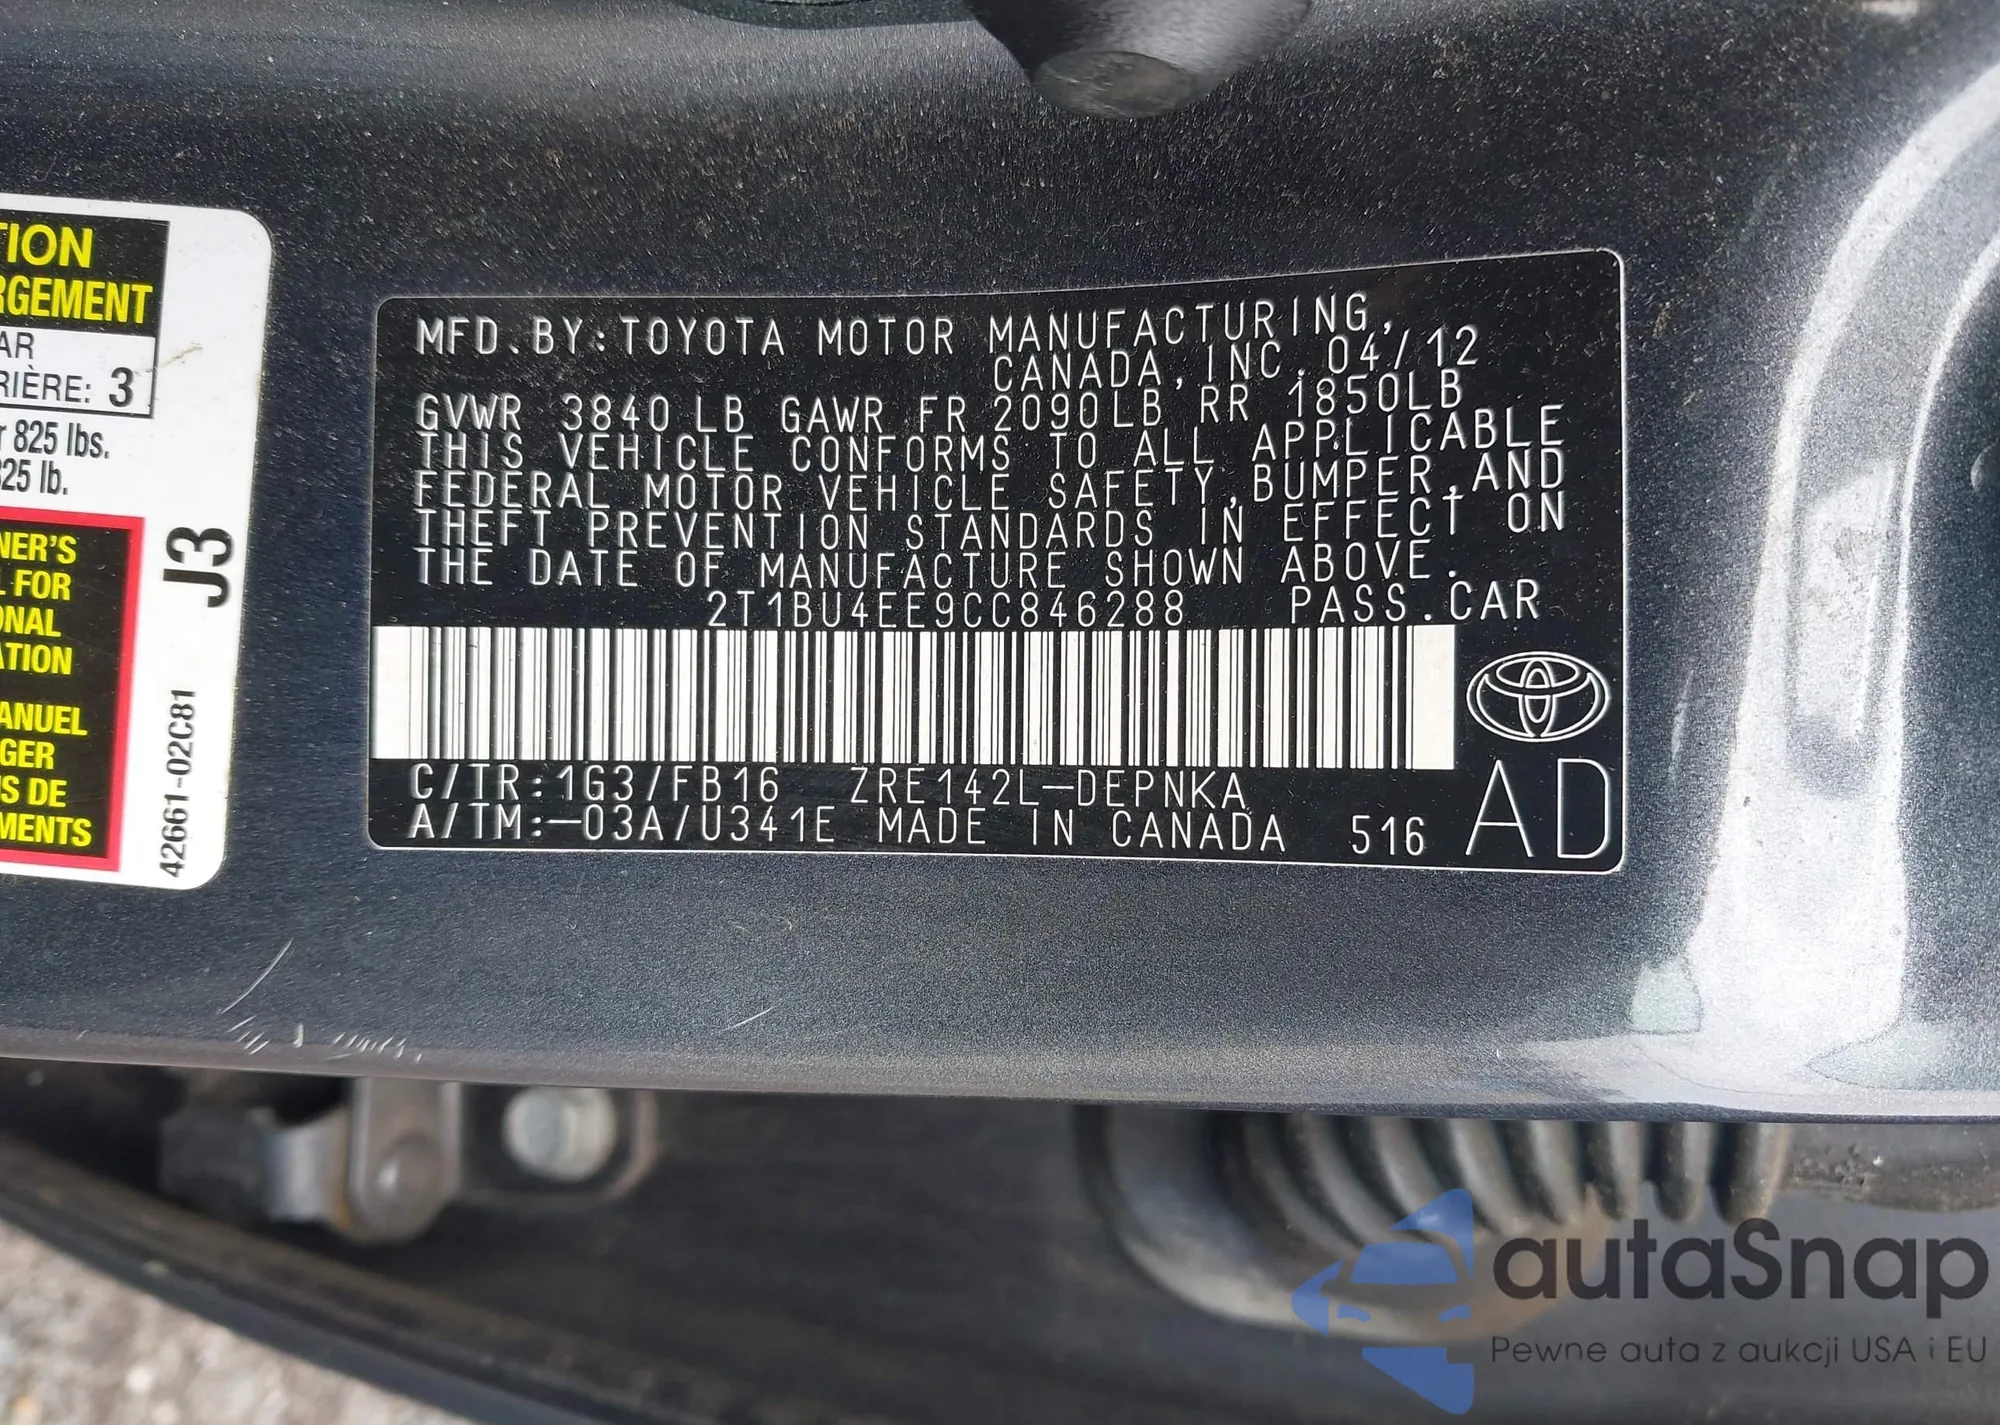 TION
RGEMENT
AR
RIÈRE: 3
r 825 lbs.
825 lb.
NER'S
L FOR
ONAL
ATION
ANUEL
GER
US DE
MENTS
J3
42661-02C81
MFD.BY:TOYOTA MOTOR MANUFACTURING,
CANADA,INC.04/12
GVWR 3840LB GAWR FR 2090LB RR 1850LB
THIS VEHICLE CONFORMS TO ALL APPLICABLE
FEDERAL MOTOR VEHICLE SAFETY,BUMPER,AND
THEFT PREVENTION STANDARDS IN EFFECT ON
THE DATE OF MANUFACTURE SHOWN ABOVE.
2T1BU4EE9CC846288 PASS.CAR
C/TR:1G3/FB16 ZRE142L-DEPNKA
A/TM:-03A/U341E MADE IN CANADA 516
AD
autaSnap
Pewne auta z aukcji USA i EU